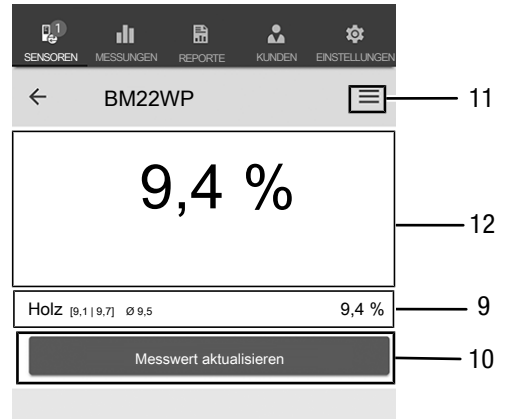 1
SENSOREN MESSUNGEN REPORTE KUNDEN EINSTELLUNGEN
BM22WP
11
9,4 %
12
Holz [9,1 | 9,7] Ø 9,5 9,4 %
9
Messwert aktualisieren
10